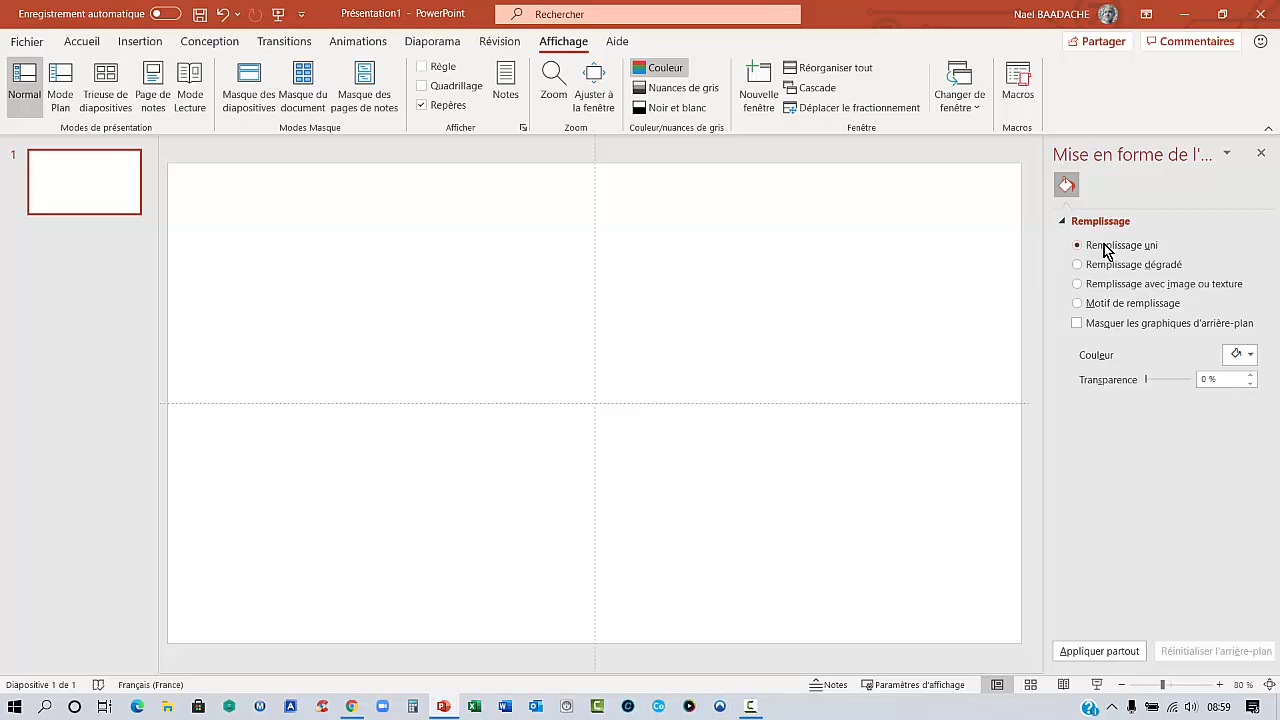 Enregistrement automatique
Présentation1 - PowerPoint
Rechercher
Nael BAADACHE
Fichier Accueil Insertion Conception Transitions Animations Diaporama Révision Affichage Aide
Partager Commentaires
Normal
Mode Plan
Trieuse de diapositives
Page de notes
Mode Lecture
Modes de présentation
Masque des diapositives
Masque du document
Masque des pages de notes
Modes Masque
Règle
Quadrillage
Repères
Afficher
Notes
Zoom
Ajuster à la fenêtre
Zoom
Couleur
Nuances de gris
Noir et blanc
Couleur/nuances de gris
Nouvelle fenêtre
Réorganiser tout
Cascade
Déplacer le fractionnement
Changer de fenêtre
Fenêtre
Macros
Macros
1
Mise en forme de l'...
Remplissage
Remplissage uni
Remplissage dégradé
Remplissage avec image ou texture
Motif de remplissage
Masquer les graphiques d'arrière-plan
Couleur
Transparence 0 %
Appliquer partout Réinitialiser l'arrière-plan
Diapositive 1 de 1 Français (France) Notes Paramètres d'affichage 80 %
08:59